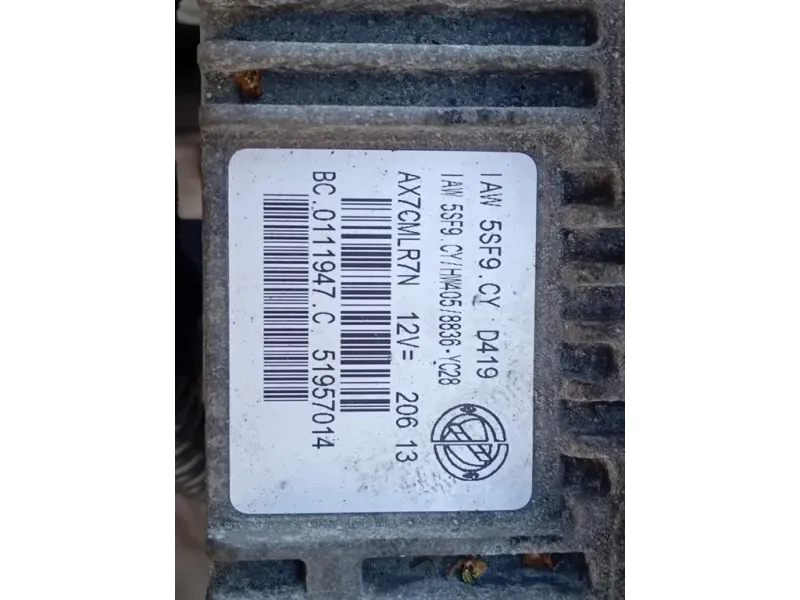 IAW 5SF9.CY D419
IAW 5SF9.CY/HW405/8836-YC28
AX7CMLR7N 12V= 206 13
BC.0111947.C 51957014